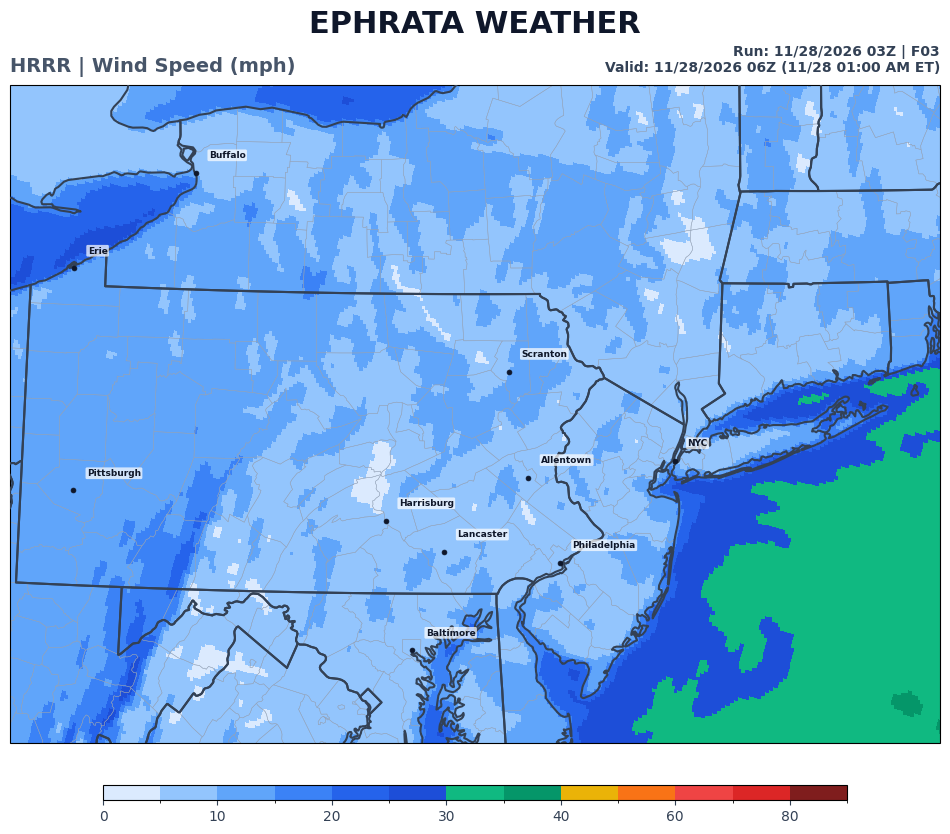 EPHRATA WEATHER
HRRR | Wind Speed (mph)
Run: 11/28/2026 03Z | F03
Valid: 11/28/2026 06Z (11/28 01:00 AM ET)
Buffalo
Erie
Scranton
NYC
Allentown
Pittsburgh
Harrisburg
Lancaster
Philadelphia
Baltimore
0 10 20 30 40 50 60 70 80